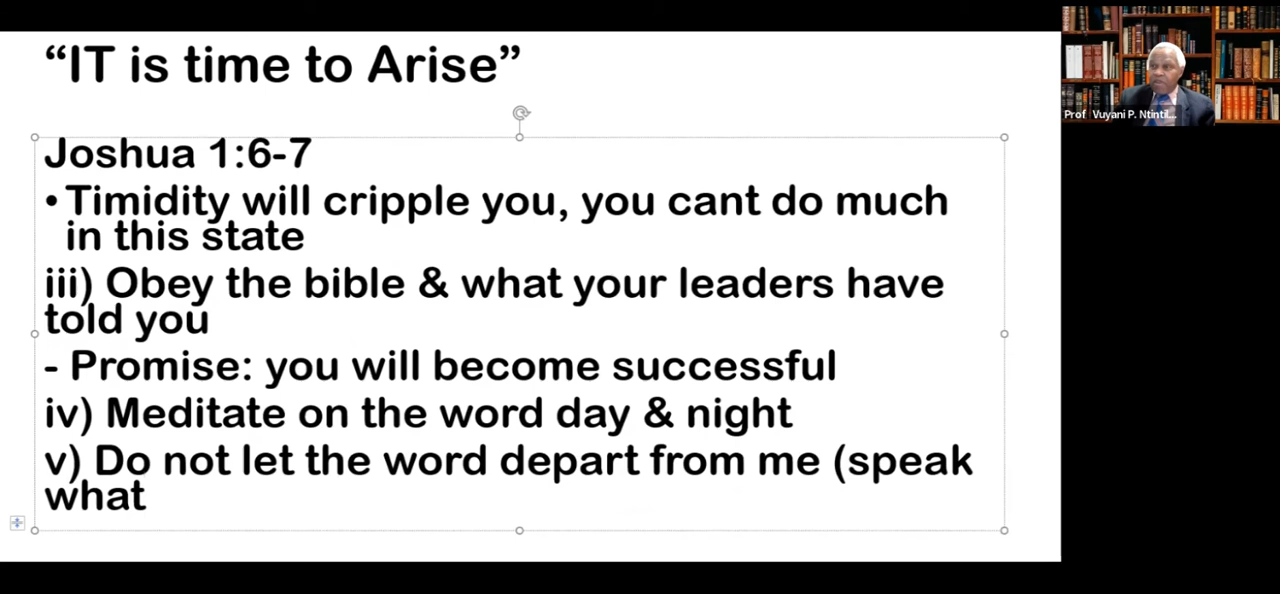 “IT is time to Arise”
Joshua 1:6-7
• Timidity will cripple you, you cant do much
in this state
iii) Obey the bible & what your leaders have
told you
- Promise: you will become successful
iv) Meditate on the word day & night
v) Do not let the word depart from me (speak
what
Prof Vuyani P. Ntintil...